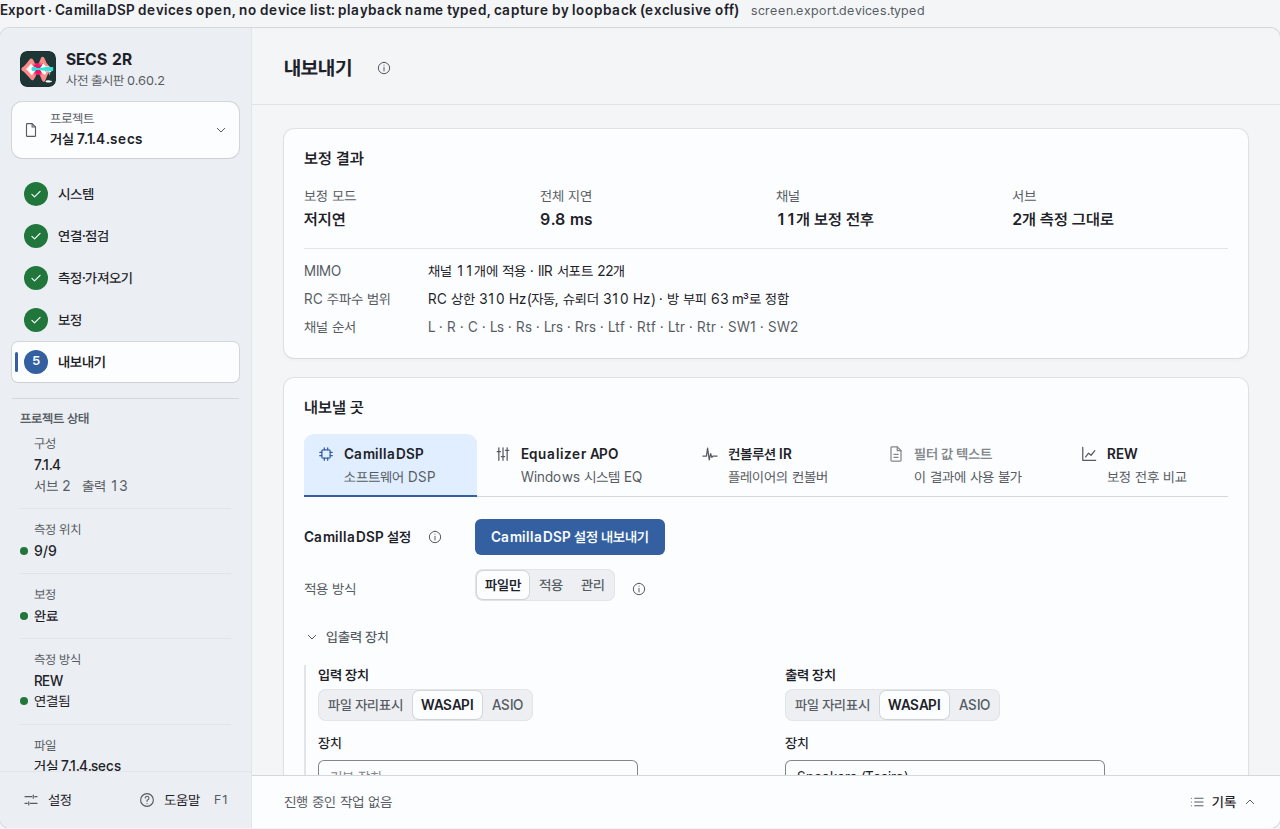 Export · CamillaDSP devices open, no device list: playback name typed, capture by loopback (exclusive off) screen.export.devices.typed
SECS 2R
사전 출시판 0.60.2
프로젝트
거실 7.1.4.secs
시스템
연결·점검
측정·가져오기
보정
5 내보내기
프로젝트 상태
구성
7.1.4
서브 2 출력 13
측정 위치
9/9
보정
완료
측정 방식
REW
연결됨
파일
거실 7.1.4.secs
설정 도움말 F1
내보내기
보정 결과
보정 모드 전체 지연 채널 서브
저지연 9.8 ms 11개 보정 전후 2개 측정 그대로
MIMO 채널 11개에 적용 · IIR 서포트 22개
RC 주파수 범위 RC 상한 310 Hz(자동, 슈뢰더 310 Hz) · 방 부피 63 m³로 정함
채널 순서 L · R · C · Ls · Rs · Lrs · Rrs · Ltf · Rtf · Ltr · Rtr · SW1 · SW2
내보낼 곳
CamillaDSP Equalizer APO 컨볼루션 IR 필터 값 텍스트 REW
소프트웨어 DSP Windows 시스템 EQ 플레이어의 컨볼버 이 결과에 사용 불가 보정 전후 비교
CamillaDSP 설정 CamillaDSP 설정 내보내기
적용 방식 파일만 적용 관리
입출력 장치
입력 장치 출력 장치
파일 자리표시 WASAPI ASIO 파일 자리표시 WASAPI ASIO
장치 장치
진행 중인 작업 없음 기록